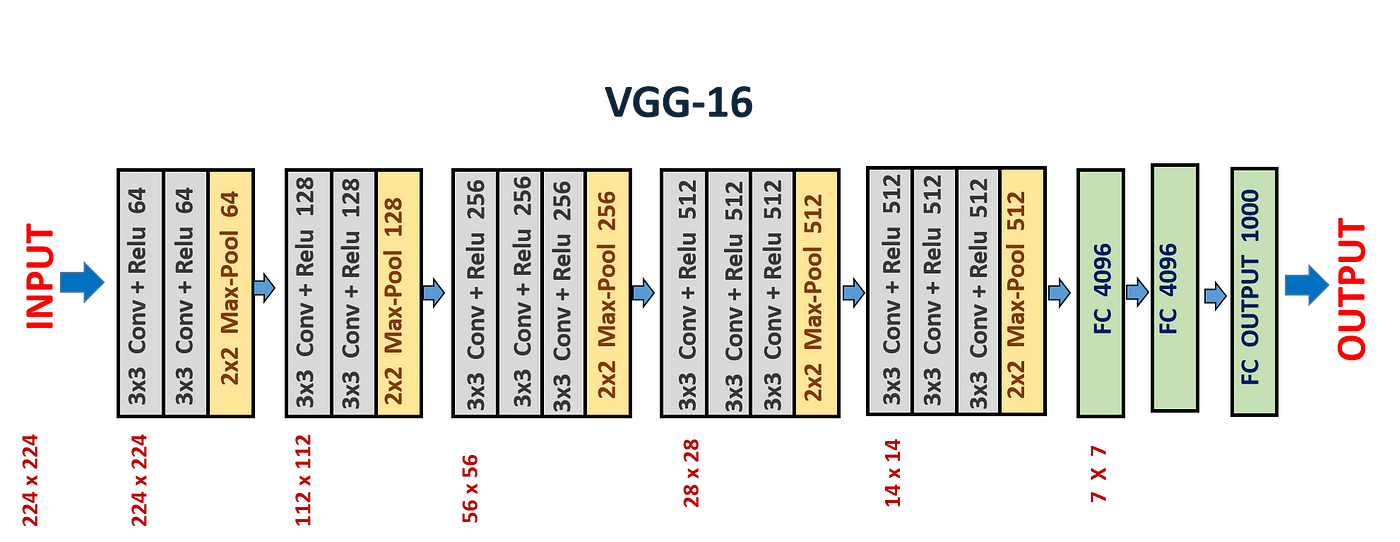 VGG-16
INPUT
3x3 Conv + Relu 64
3x3 Conv + Relu 64
2x2 Max-Pool 64
3x3 Conv + Relu 128
3x3 Conv + Relu 128
2x2 Max-Pool 128
3x3 Conv + Relu 256
3x3 Conv + Relu 256
3x3 Conv + Relu 256
2x2 Max-Pool 256
3x3 Conv + Relu 512
3x3 Conv + Relu 512
3x3 Conv + Relu 512
2x2 Max-Pool 512
3x3 Conv + Relu 512
3x3 Conv + Relu 512
3x3 Conv + Relu 512
2x2 Max-Pool 512
FC 4096
FC 4096
FC OUTPUT 1000
OUTPUT
224 x 224
224 x 224
112 x 112
56 x 56
28 x 28
14 x 14
7 X 7